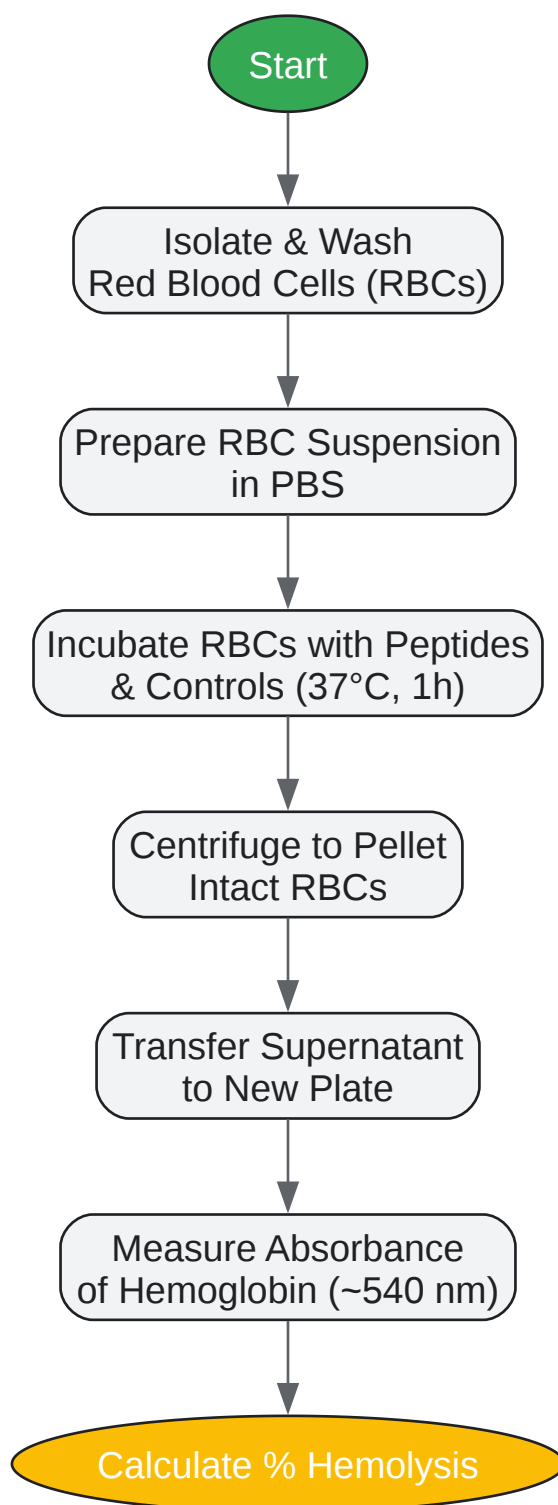 Start
Isolate & Wash
Red Blood Cells (RBCs)
Prepare RBC Suspension
in PBS
Incubate RBCs with Peptides
& Controls (37°C, 1h)
Centrifuge to Pellet
Intact RBCs
Transfer Supernatant
to New Plate
Measure Absorbance
of Hemoglobin (~540 nm)
Calculate % Hemolysis